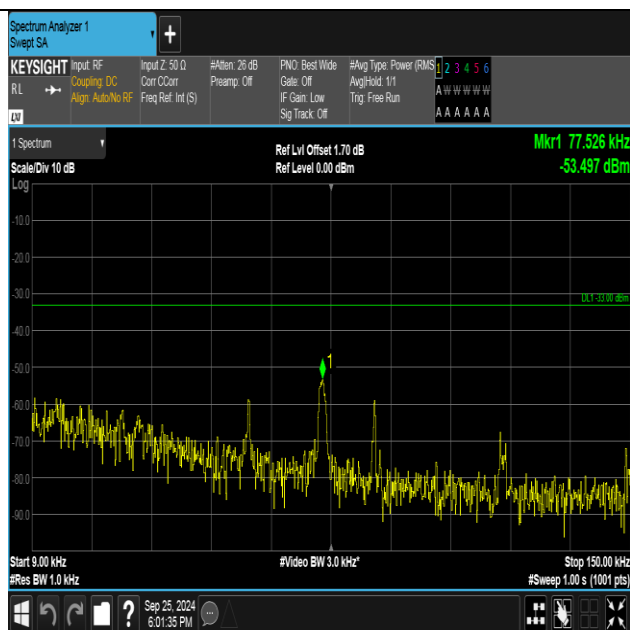 Spectrum Analyzer 1
Swept SA
+
KEYSIGHT
RL
LXI
Input: RF
Coupling: DC
Align: Auto/No RF
Input Z: 50 Ω
Corr CCorr
Freq Ref: Int (S)
#Atten: 26 dB
Preamp: Off
PNO: Best Wide
Gate: Off
IF Gain: Low
Sig Track: Off
#Avg Type: Power (RMS
Avg|Hold: 1/1
Trig: Free Run
1 2 3 4 5 6
A W W W W W
A A A A A A
1 Spectrum
Scale/Div 10 dB
Log
Ref Lvl Offset 1.70 dB
Ref Level 0.00 dBm
Mkr1 77.526 kHz
-53.497 dBm
-10.0
-20.0
-30.0
DL1 -33.00 dBm
-40.0
-50.0
1
-60.0
-70.0
-80.0
-90.0
Start 9.00 kHz
#Video BW 3.0 kHz*
Stop 150.00 kHz
#Res BW 1.0 kHz
#Sweep 1.00 s (1001 pts)
?
Sep 25, 2024
6:01:35 PM